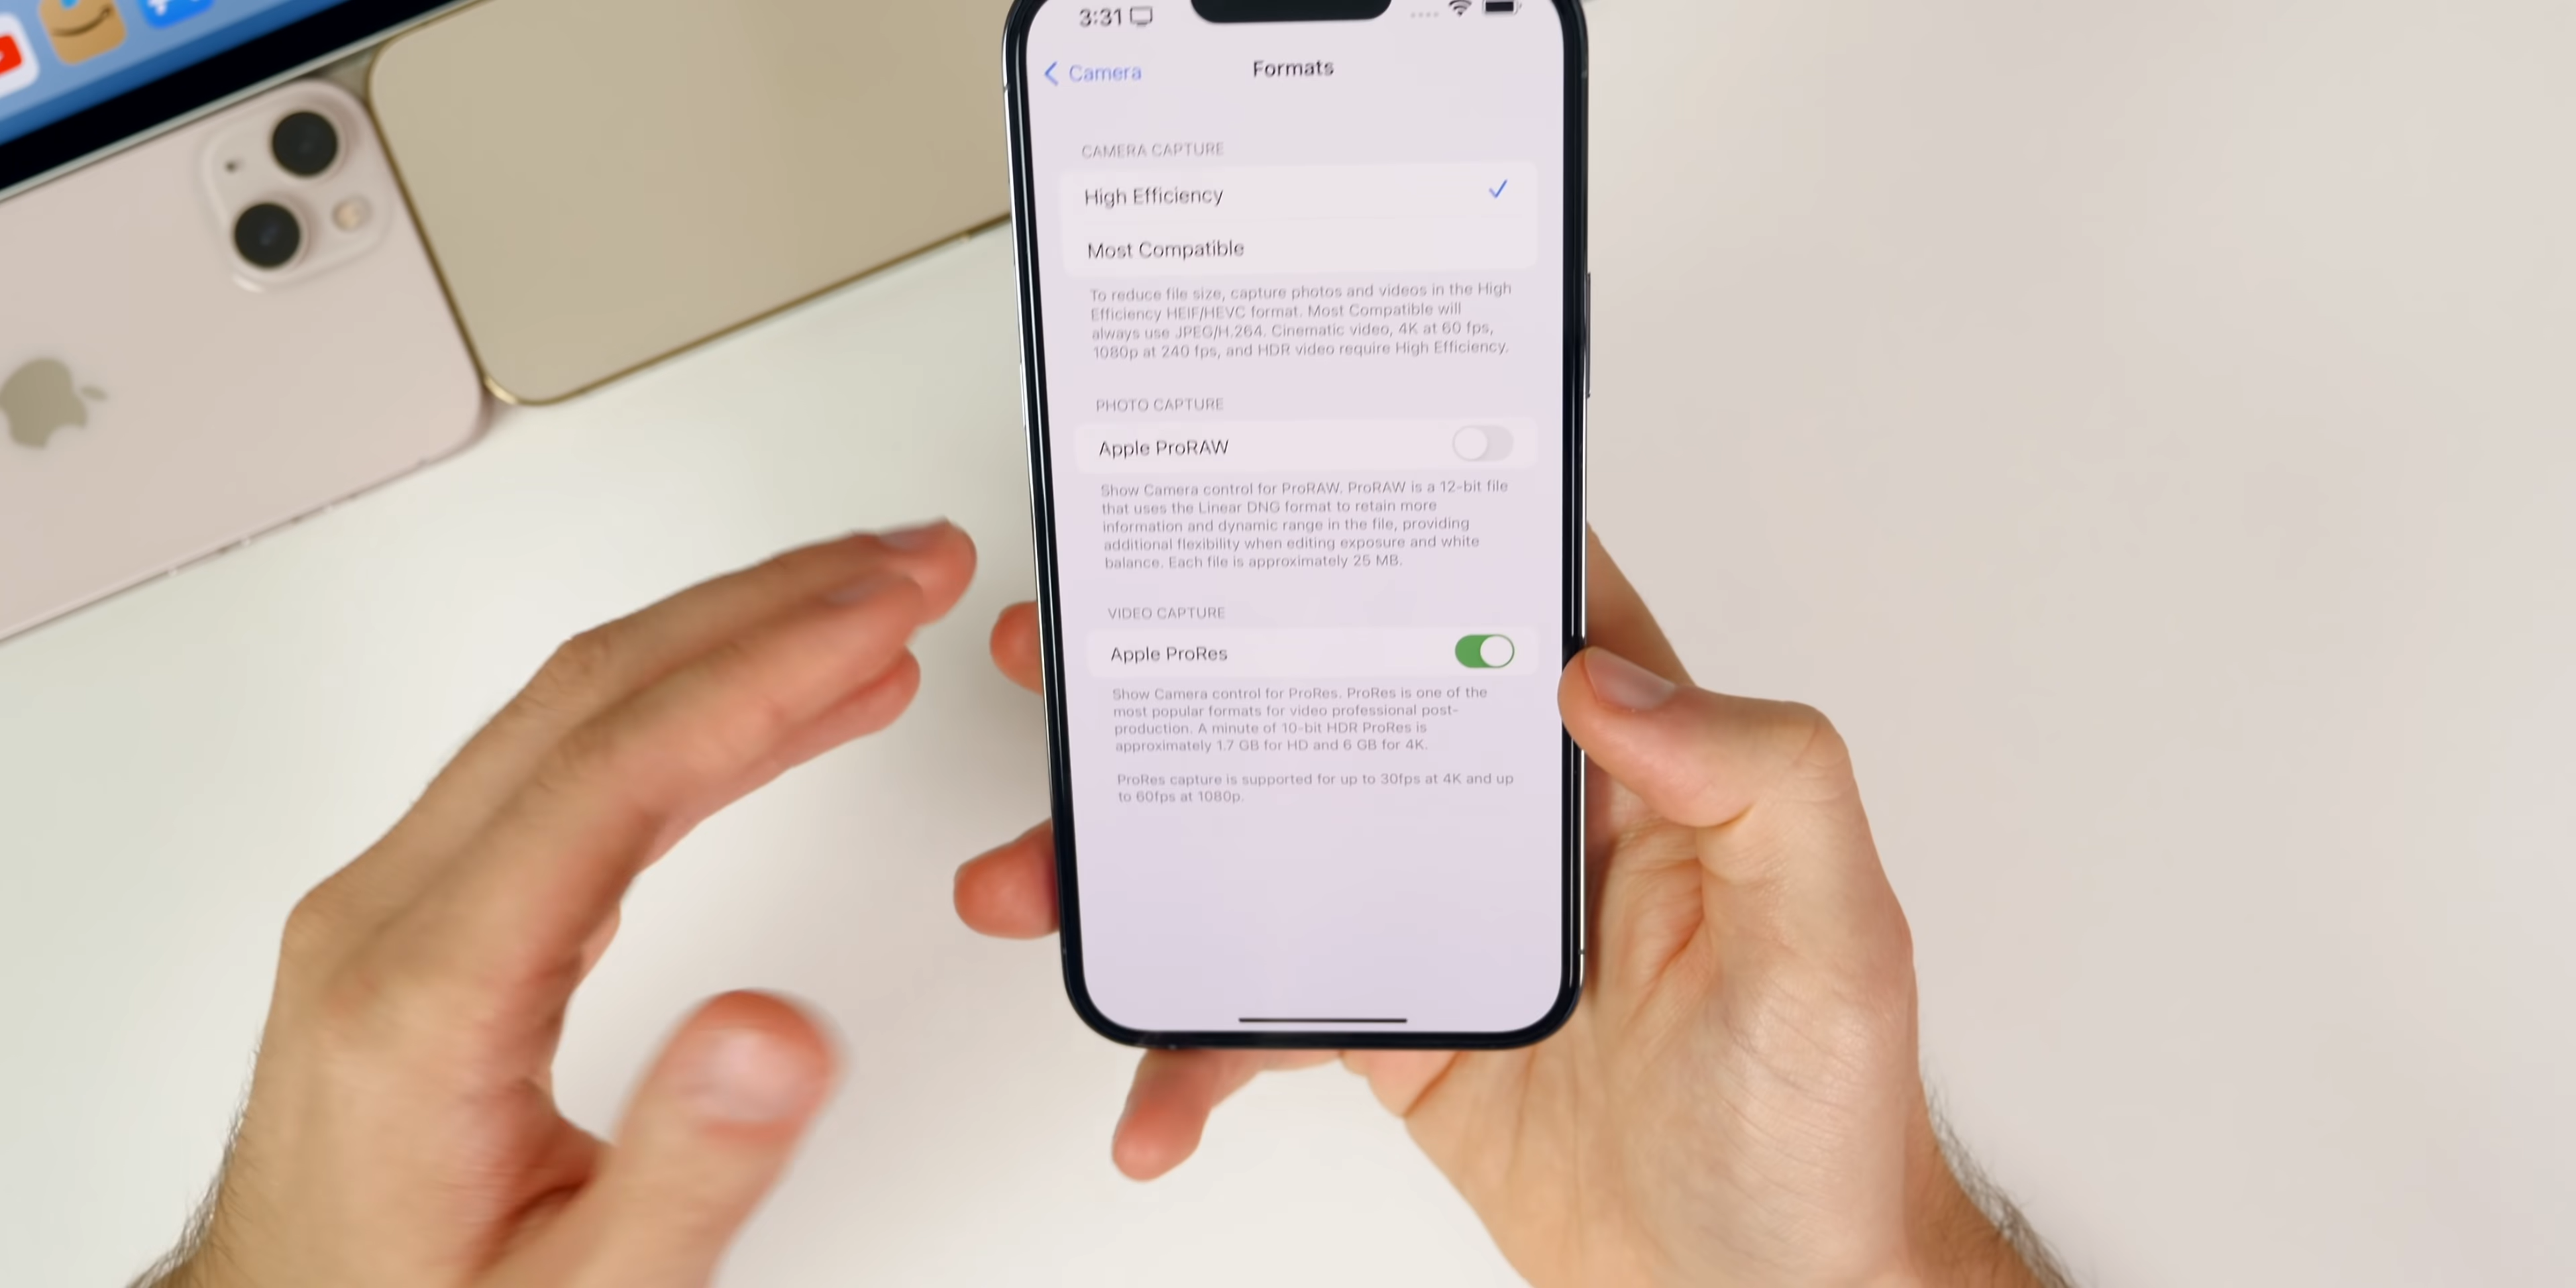 3:31
Camera
Formats
CAMERA CAPTURE
High Efficiency
Most Compatible
To reduce file size, capture photos and videos in the High
Efficiency HEIF/HEVC format. Most Compatible will
always use JPEG/H.264. Cinematic video, 4K at 60 fps,
1080p at 240 fps, and HDR video require High Efficiency.
PHOTO CAPTURE
Apple ProRAW
Show Camera control for ProRAW. ProRAW is a 12-bit file
that uses the Linear DNG format to retain more
information and dynamic range in the file, providing
additional flexibility when editing exposure and white
balance. Each file is approximately 25 MB.
VIDEO CAPTURE
Apple ProRes
Show Camera control for ProRes. ProRes is one of the
most popular formats for video professional post-
production. A minute of 10-bit HDR ProRes is
approximately 1.7 GB for HD and 6 GB for 4K.
ProRes capture is supported for up to 30fps at 4K and up
to 60fps at 1080p.